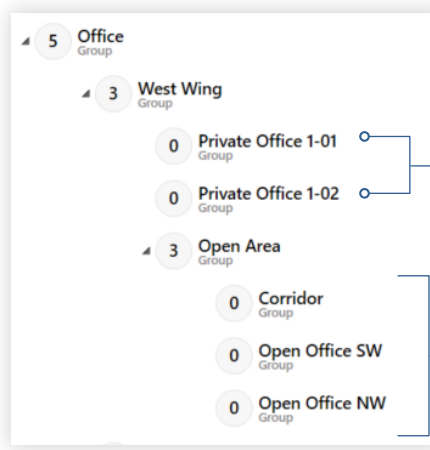 5 Office
Group
3 West Wing
Group
0 Private Office 1-01
Group
0 Private Office 1-02
Group
3 Open Area
Group
0 Corridor
Group
0 Open Office SW
Group
0 Open Office NW
Group